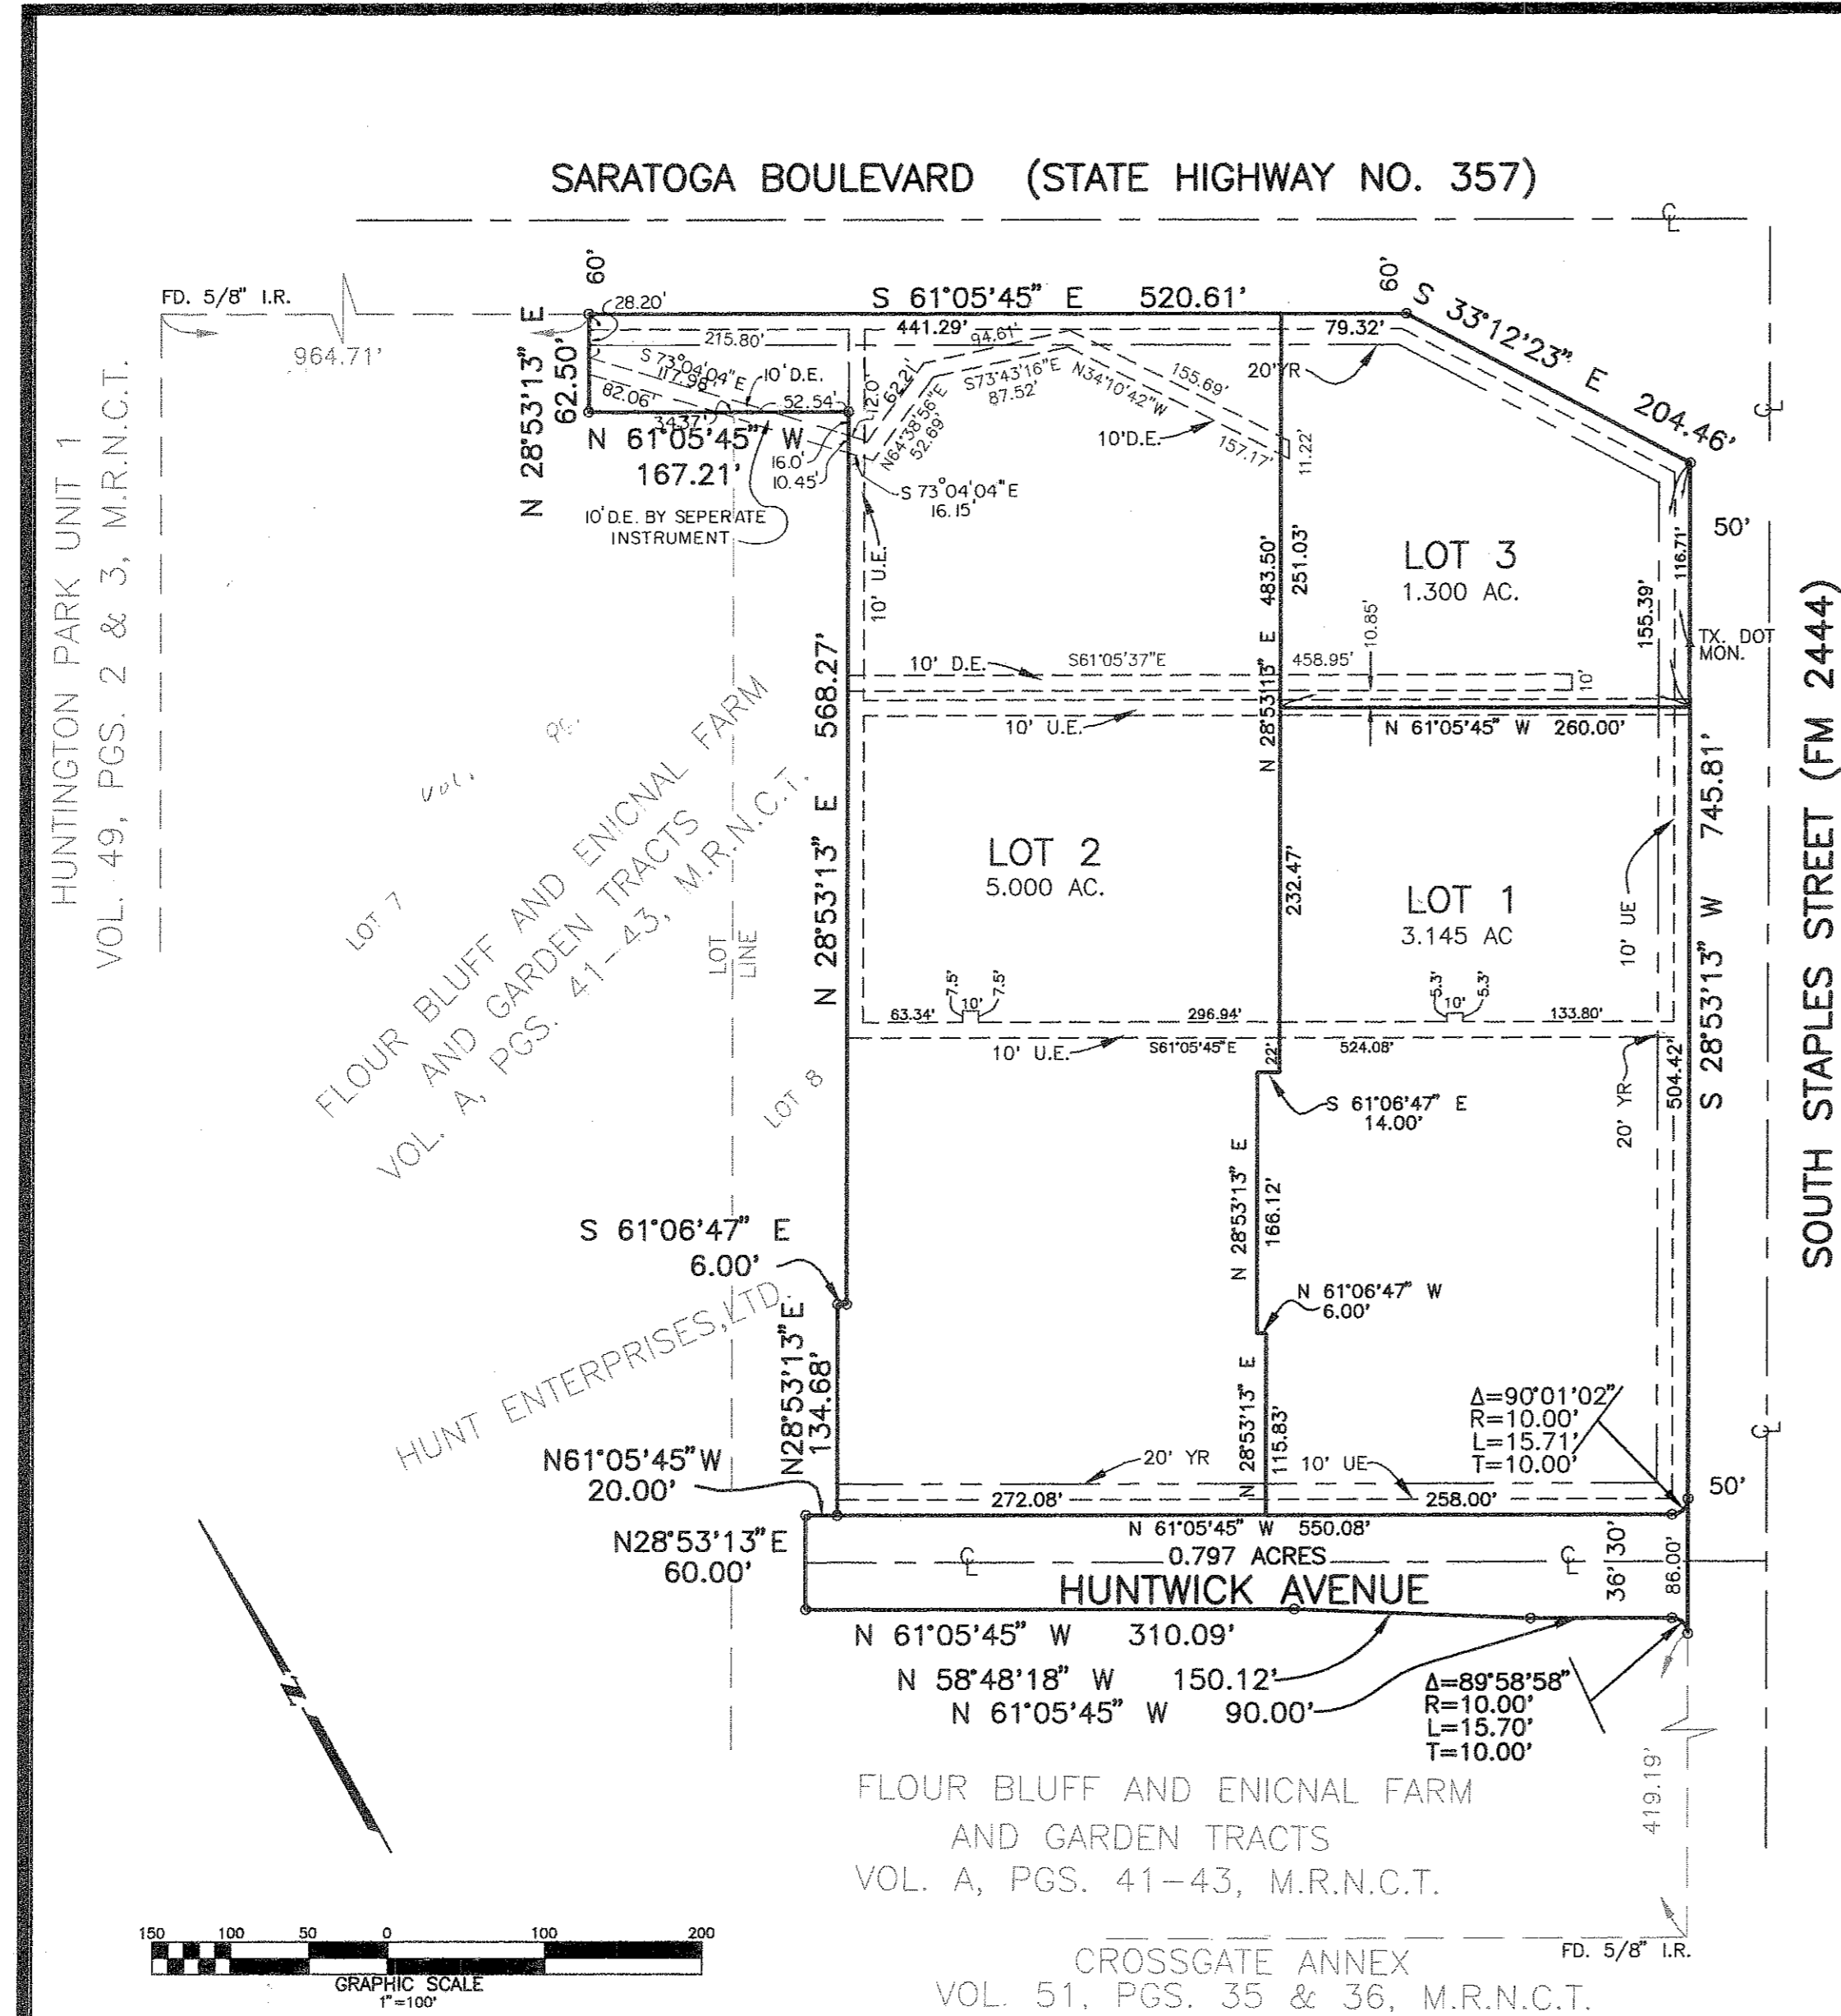 SARATOGA BOULEVARD (STATE HIGHWAY NO. 357)
℄
℄
60'
60'
FD. 5/8" I.R.
964.71'
28.20'
S 61°05'45" E 520.61'
S 33°12'23" E 204.46'
N 28°53'13" E
62.50'
215.80'
441.29'
94.61'
79.32'
S 73°04'04"E
117.98'
10' D.E.
82.06'
52.54'
34.37'
12.0'
62.21'
S73°43'16"E
87.52'
N34°10'42"W
155.69'
20'YR
N 61°05'45" W
167.21'
16.0'
10.45'
N64°38'56"E
52.69'
10'D.E.
157.17'
11.22'
S 73°04'04"E
16.15'
10' D.E. BY SEPERATE
INSTRUMENT
℄
HUNTINGTON PARK UNIT 1
VOL. 49, PGS. 2 & 3, M.R.N.C.T.
10' U.E.
N 28°53'13" E 483.50'
251.03'
LOT 3
1.300 AC.
50'
116.71'
155.39'
TX. DOT
MON.
10.85'
10' D.E.
S61°05'37"E
458.95'
10'
10' U.E.
N 61°05'45" W 260.00'
SOUTH STAPLES STREET (FM 2444)
N 28°53'13" E 568.27'
S 28°53'13" W 745.81'
VOL.
PG.
LOT 7
FLOUR BLUFF AND ENICNAL FARM
AND GARDEN TRACTS
VOL. A, PGS. 41-43, M.R.N.C.T.
LOT
LINE
LOT 8
LOT 2
5.000 AC.
232.47'
LOT 1
3.145 AC
10' UE
7.5'
10'
7.5'
5.3'
10'
5.3'
63.34'
296.94'
133.80'
10' U.E.
S61°05'45"E
524.08'
22'
20' YR
504.42'
S 61°06'47" E
14.00'
N 28°53'13" E
166.12'
S 61°06'47" E
6.00'
N 61°06'47" W
6.00'
HUNT ENTERPRISES,LTD.
N28°53'13"E
134.68'
N 28°53'13" E
115.83'
Δ=90°01'02"
R=10.00'
L=15.71'
T=10.00'
℄
N61°05'45"W
20.00'
20' YR
10' UE
272.08'
258.00'
50'
N 61°05'45" W 550.08'
N28°53'13"E
60.00'
℄
0.797 ACRES
℄
HUNTWICK AVENUE
36'
30'
86.00'
N 61°05'45" W 310.09'
N 58°48'18" W 150.12'
N 61°05'45" W 90.00'
Δ=89°58'58"
R=10.00'
L=15.70'
T=10.00'
N
419.19'
FLOUR BLUFF AND ENICNAL FARM
AND GARDEN TRACTS
VOL. A, PGS. 41-43, M.R.N.C.T.
FD. 5/8" I.R.
CROSSGATE ANNEX
VOL. 51, PGS. 35 & 36, M.R.N.C.T.
150 100 50 0 100 200
GRAPHIC SCALE
1"=100'